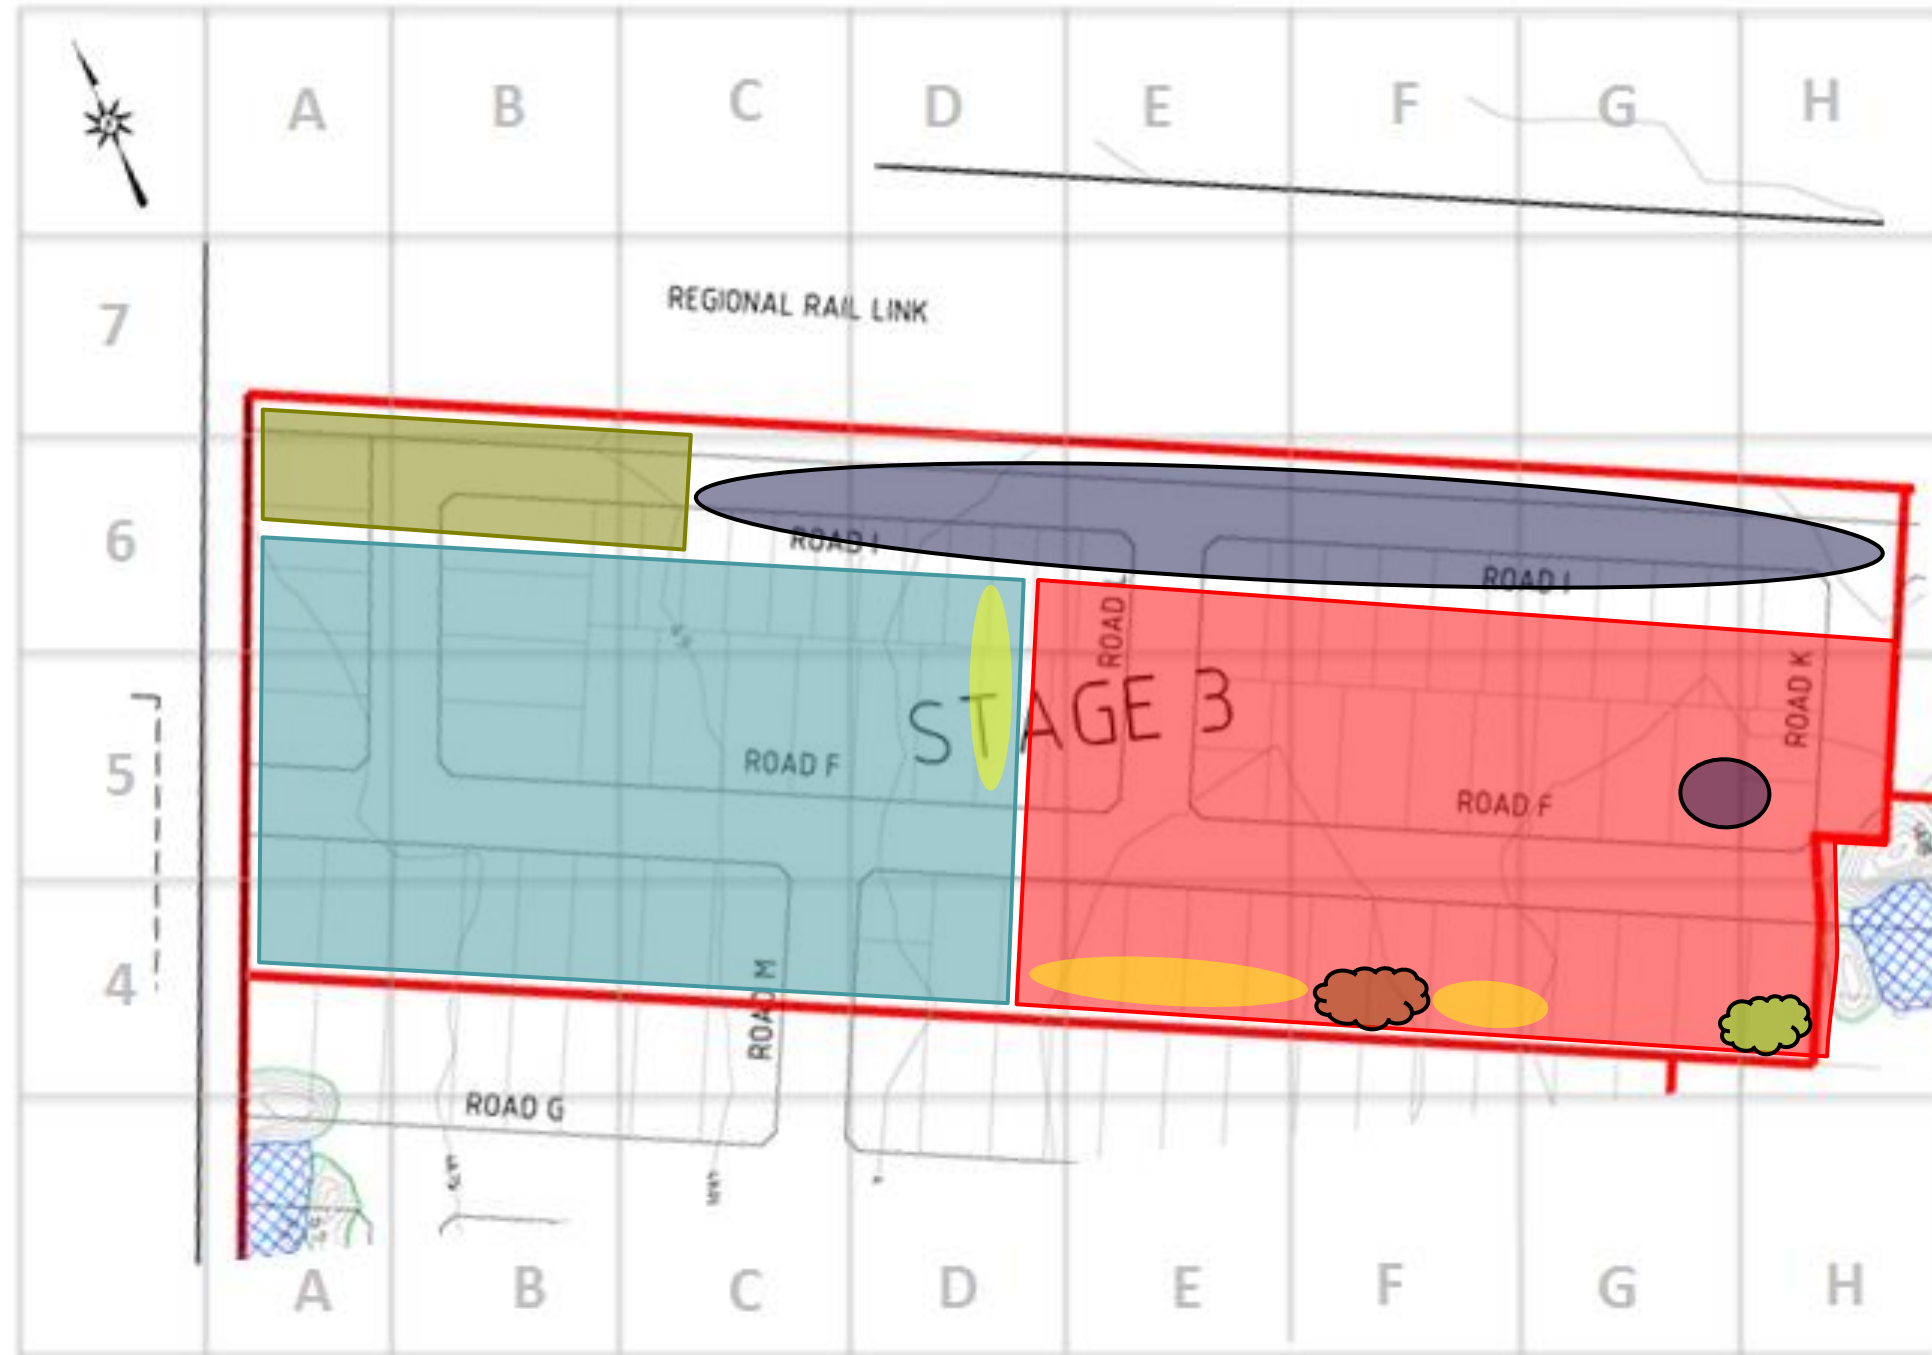 A B C D E F G H
7
REGIONAL RAIL LINK
6
ROAD I
ROAD I
ROAD L
STAGE 3
ROAD K
5
ROAD F
ROAD F
4
ROAD M
ROAD G
A B C D E F G H